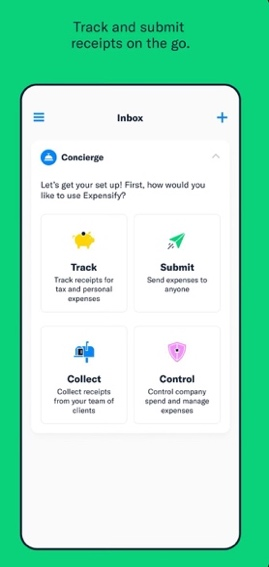 Track and submit
receipts on the go.
Inbox
Concierge
Let's get your set up! First, how would you
like to use Expensify?
Track
Track receipts for
tax and personal
expenses
Submit
Send expenses to
anyone
Collect
Collect receipts
from your team of
clients
Control
Control company
spend and manage
expenses